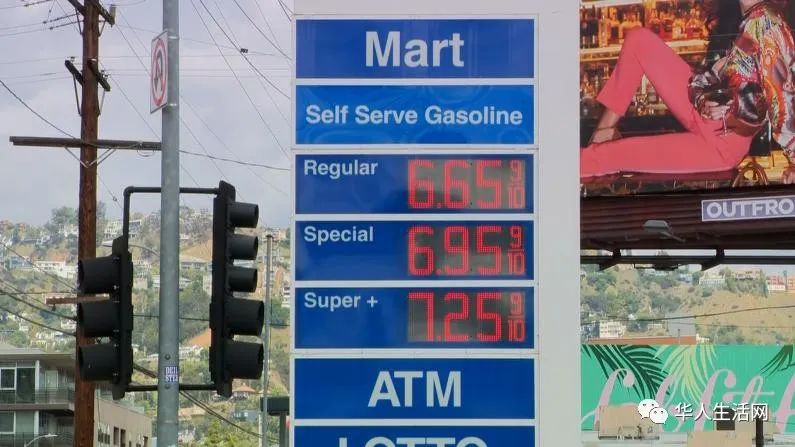 Mart
Self Serve Gasoline
Regular 6.65 9/10
Special 6.95 9/10
Super + 7.25 9/10
ATM
LOTTO
OUTFRO
华人生活网